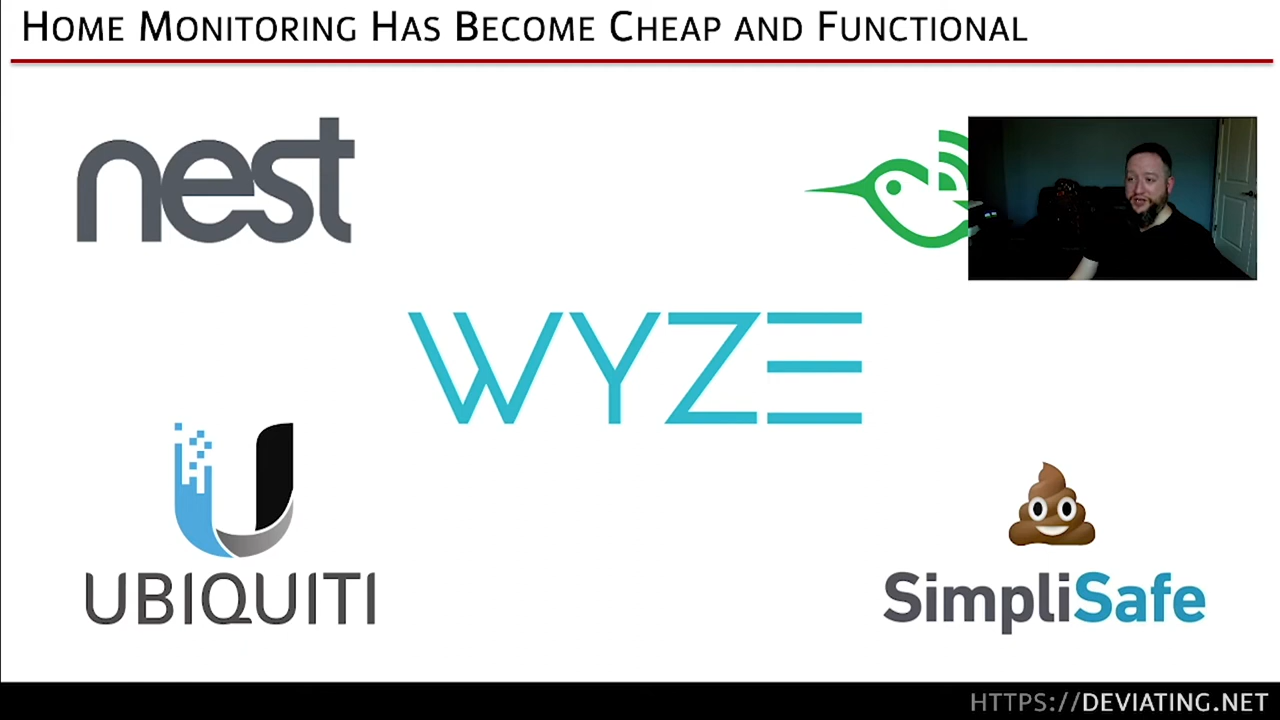 HOME MONITORING HAS BECOME CHEAP AND FUNCTIONAL
nest
WYZE
UBIQUITI
SimpliSafe
HTTPS://DEVIATING.NET